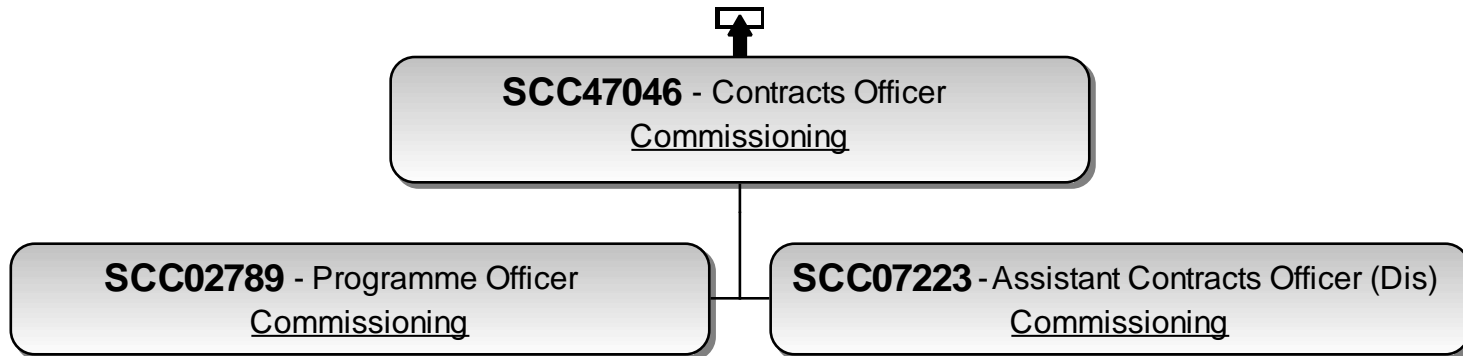 SCC47046 - Contracts Officer
Commissioning
SCC02789 - Programme Officer
Commissioning
SCC07223 - Assistant Contracts Officer (Dis)
Commissioning